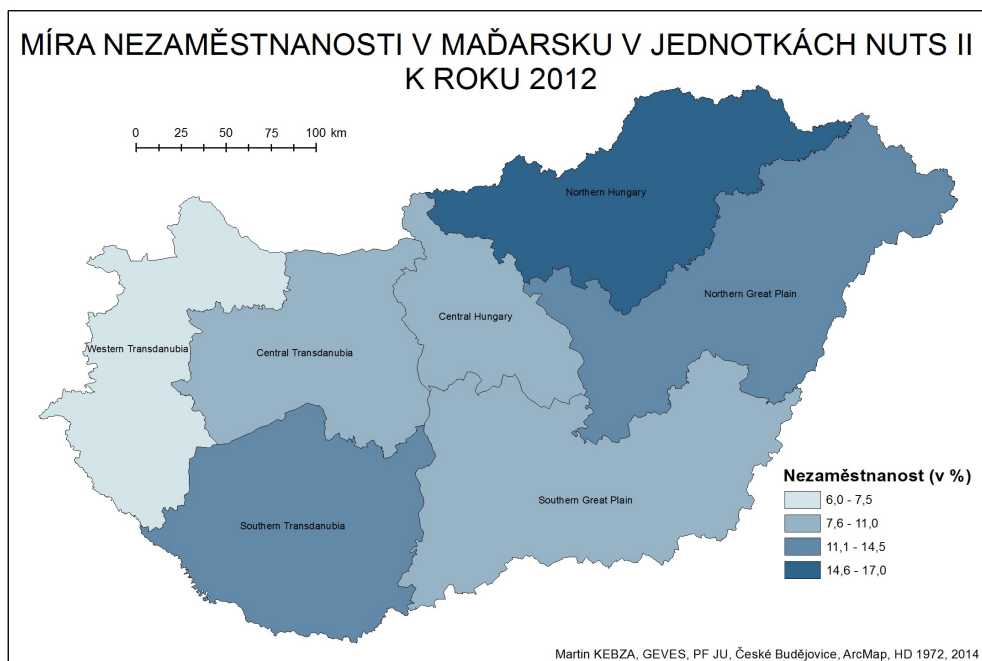 MÍRA NEZAMĚSTNANOSTI V MAĎARSKU V JEDNOTKÁCH NUTS II
K ROKU 2012
0 25 50 75 100 km
Northern Hungary
Northern Great Plain
Central Hungary
Western Transdanubia
Central Transdanubia
Southern Great Plain
Southern Transdanubia
Nezaměstnanost (v %)
6,0 - 7,5
7,6 - 11,0
11,1 - 14,5
14,6 - 17,0
Martin KEBZA, GEVES, PF JU, České Budějovice, ArcMap, HD 1972, 2014